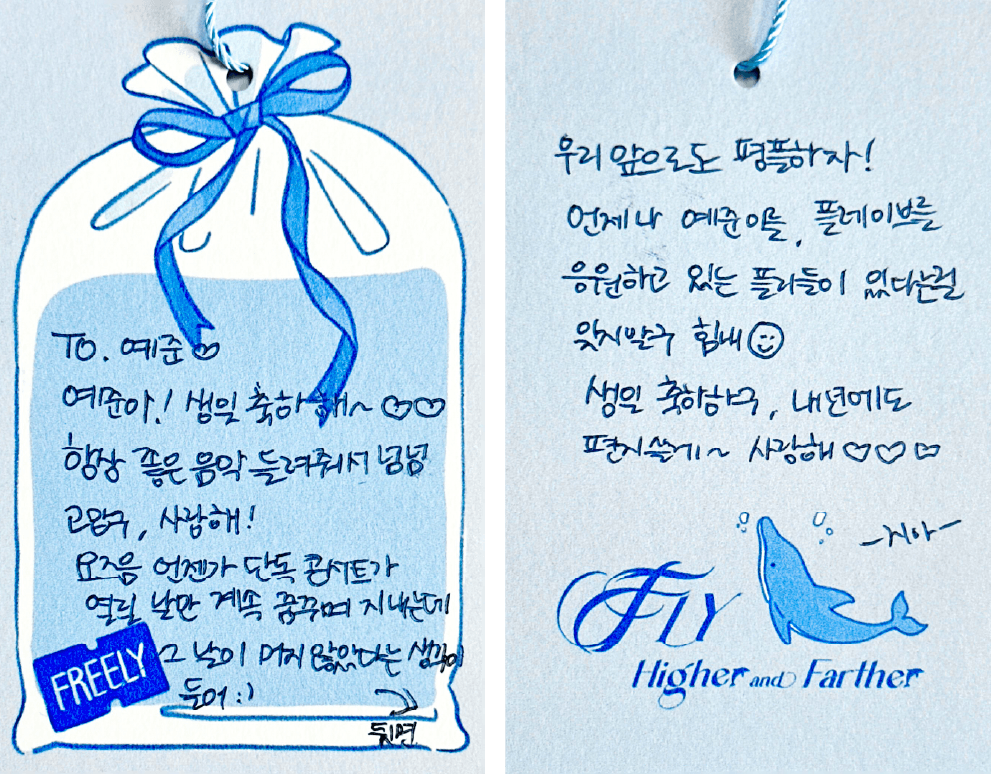 To. 예준♡
예준아! 생일 축하해~ ♡♡
항상 좋은 음악 들려줘서 넘넘
고맙구, 사랑해!
요즈음 언젠가 단독 콘서트가
열릴 날만 계속 꿈꾸며 지내는데
그 날이 머지 않았다는 생각이
들어 :)
뒷면
FREELY
우리 앞으로도 평플하자!
언제나 예준이를, 플레이브를
응원하고 있는 플리들이 있다는걸
잊지말구 힘내☺
생일 축하하구, 내년에도
편지쓸게~ 사랑해 ♡♡♡
FLY
Higher and Farther